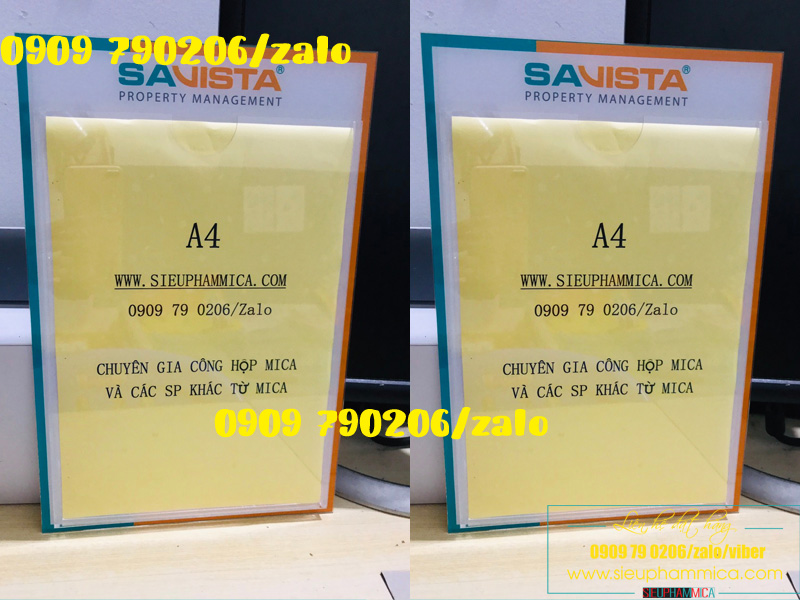 0909 790206/zalo
SAVISTA®
PROPERTY MANAGEMENT
A4
WWW.SIEUPHAMMICA.COM
0909 79 0206/Zalo
CHUYÊN GIA CÔNG HỘP MICA
VÀ CÁC SP KHÁC TỪ MICA
SAVISTA®
PROPERTY MANAGEMENT
A4
WWW.SIEUPHAMMICA.COM
0909 79 0206/Zalo
CHUYÊN GIA CÔNG HỘP MICA
VÀ CÁC SP KHÁC TỪ MICA
0909 790206/zalo
Liên hệ đặt hàng
0909 79 0206/zalo/viber
www.sieuphammica.com
SIEUPHAMMICA